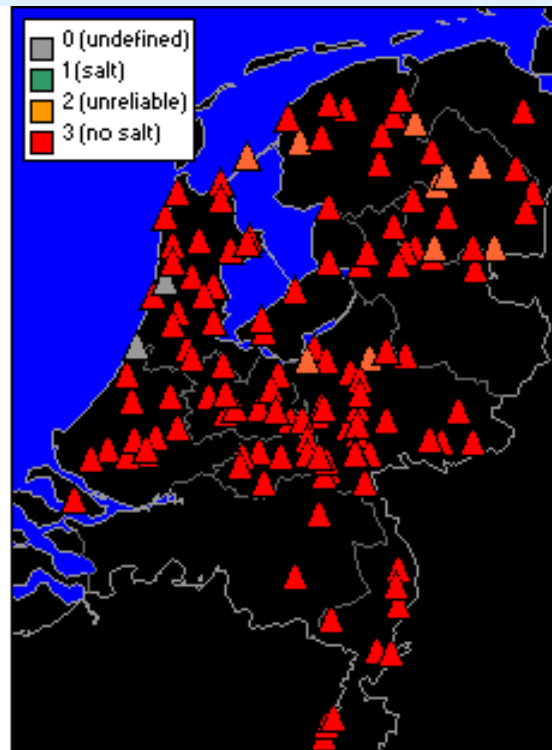 0 (undefined)
1 (salt)
2 (unreliable)
3 (no salt)